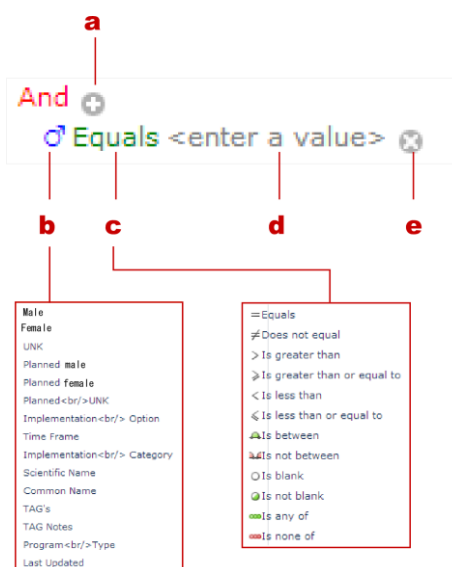 a
And
♂ Equals <enter a value>
b
c
d
e
Male
Female
UNK
Planned male
Planned female
Planned<br/>UNK
Implementation<br/> Option
Time Frame
Implementation<br/> Category
Scientific Name
Common Name
TAG's
TAG Notes
Program<br/>Type
Last Updated
=Equals
≠Does not equal
>Is greater than
⩾Is greater than or equal to
<Is less than
⩽Is less than or equal to
Is between
Is not between
Is blank
Is not blank
Is any of
Is none of